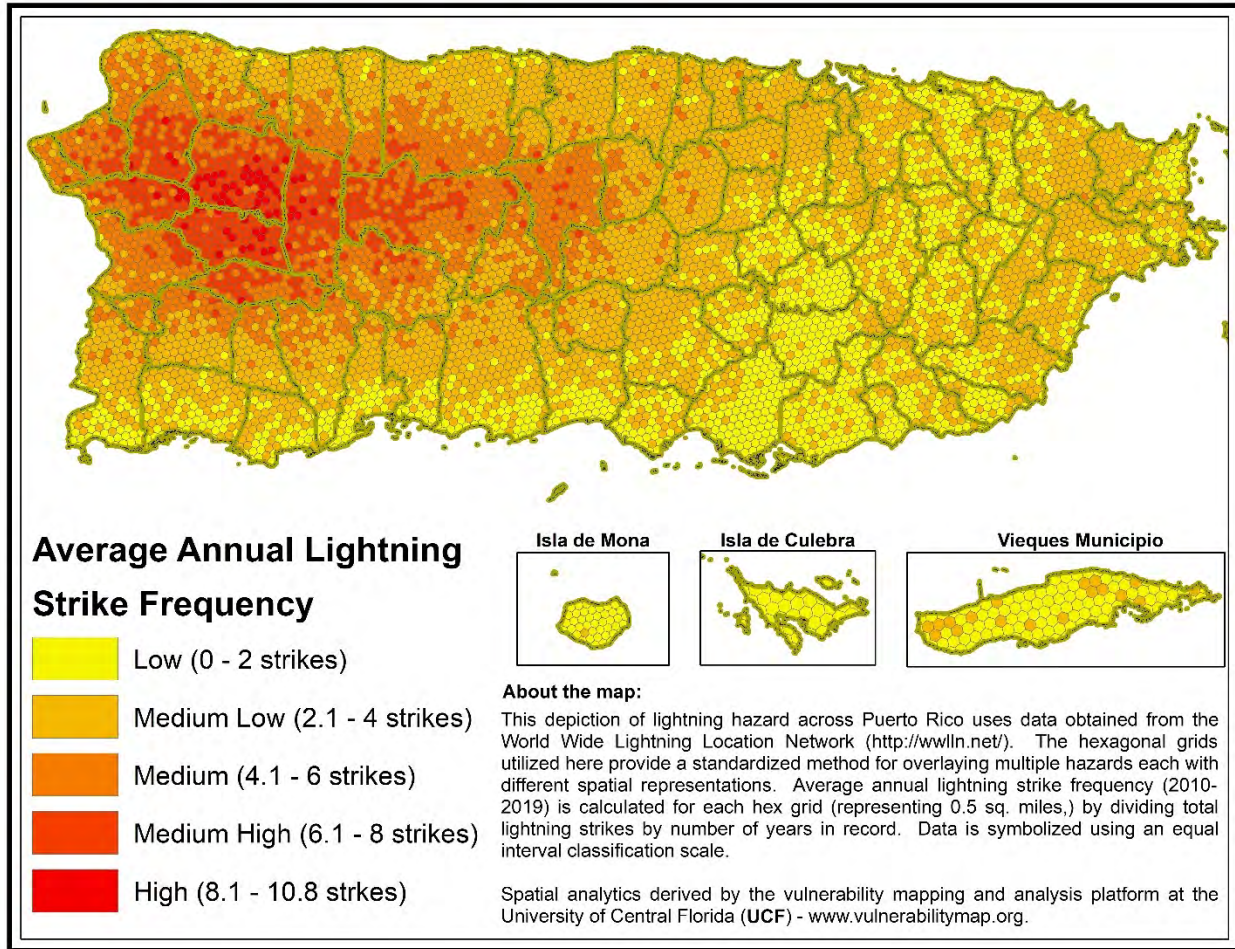 Average Annual Lightning
Strike Frequency
Low (0 - 2 strikes)
Medium Low (2.1 - 4 strikes)
Medium (4.1 - 6 strikes)
Medium High (6.1 - 8 strikes)
High (8.1 - 10.8 strkes)
Isla de Mona
Isla de Culebra
Vieques Municipio
About the map:
This depiction of lightning hazard across Puerto Rico uses data obtained from the
World Wide Lightning Location Network (http://wwlln.net/). The hexagonal grids
utilized here provide a standardized method for overlaying multiple hazards each with
different spatial representations. Average annual lightning strike frequency (2010-
2019) is calculated for each hex grid (representing 0.5 sq. miles,) by dividing total
lightning strikes by number of years in record. Data is symbolized using an equal
interval classification scale.
Spatial analytics derived by the vulnerability mapping and analysis platform at the
University of Central Florida (UCF) - www.vulnerabilitymap.org.